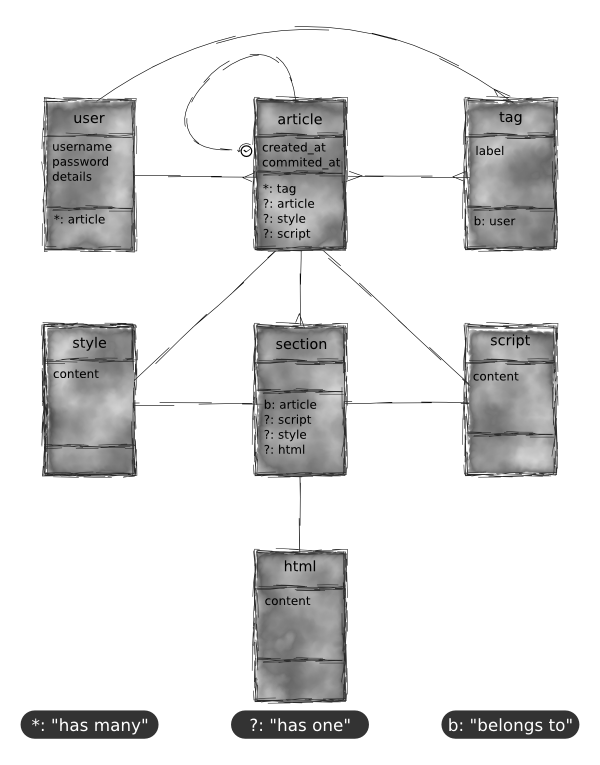 user
username
password
details
*: article
article
created_at
commited_at
*: tag
?: article
?: style
?: script
tag
label
b: user
style
content
section
b: article
?: script
?: style
?: html
script
content
html
content
*: "has many"
?: "has one"
b: "belongs to"